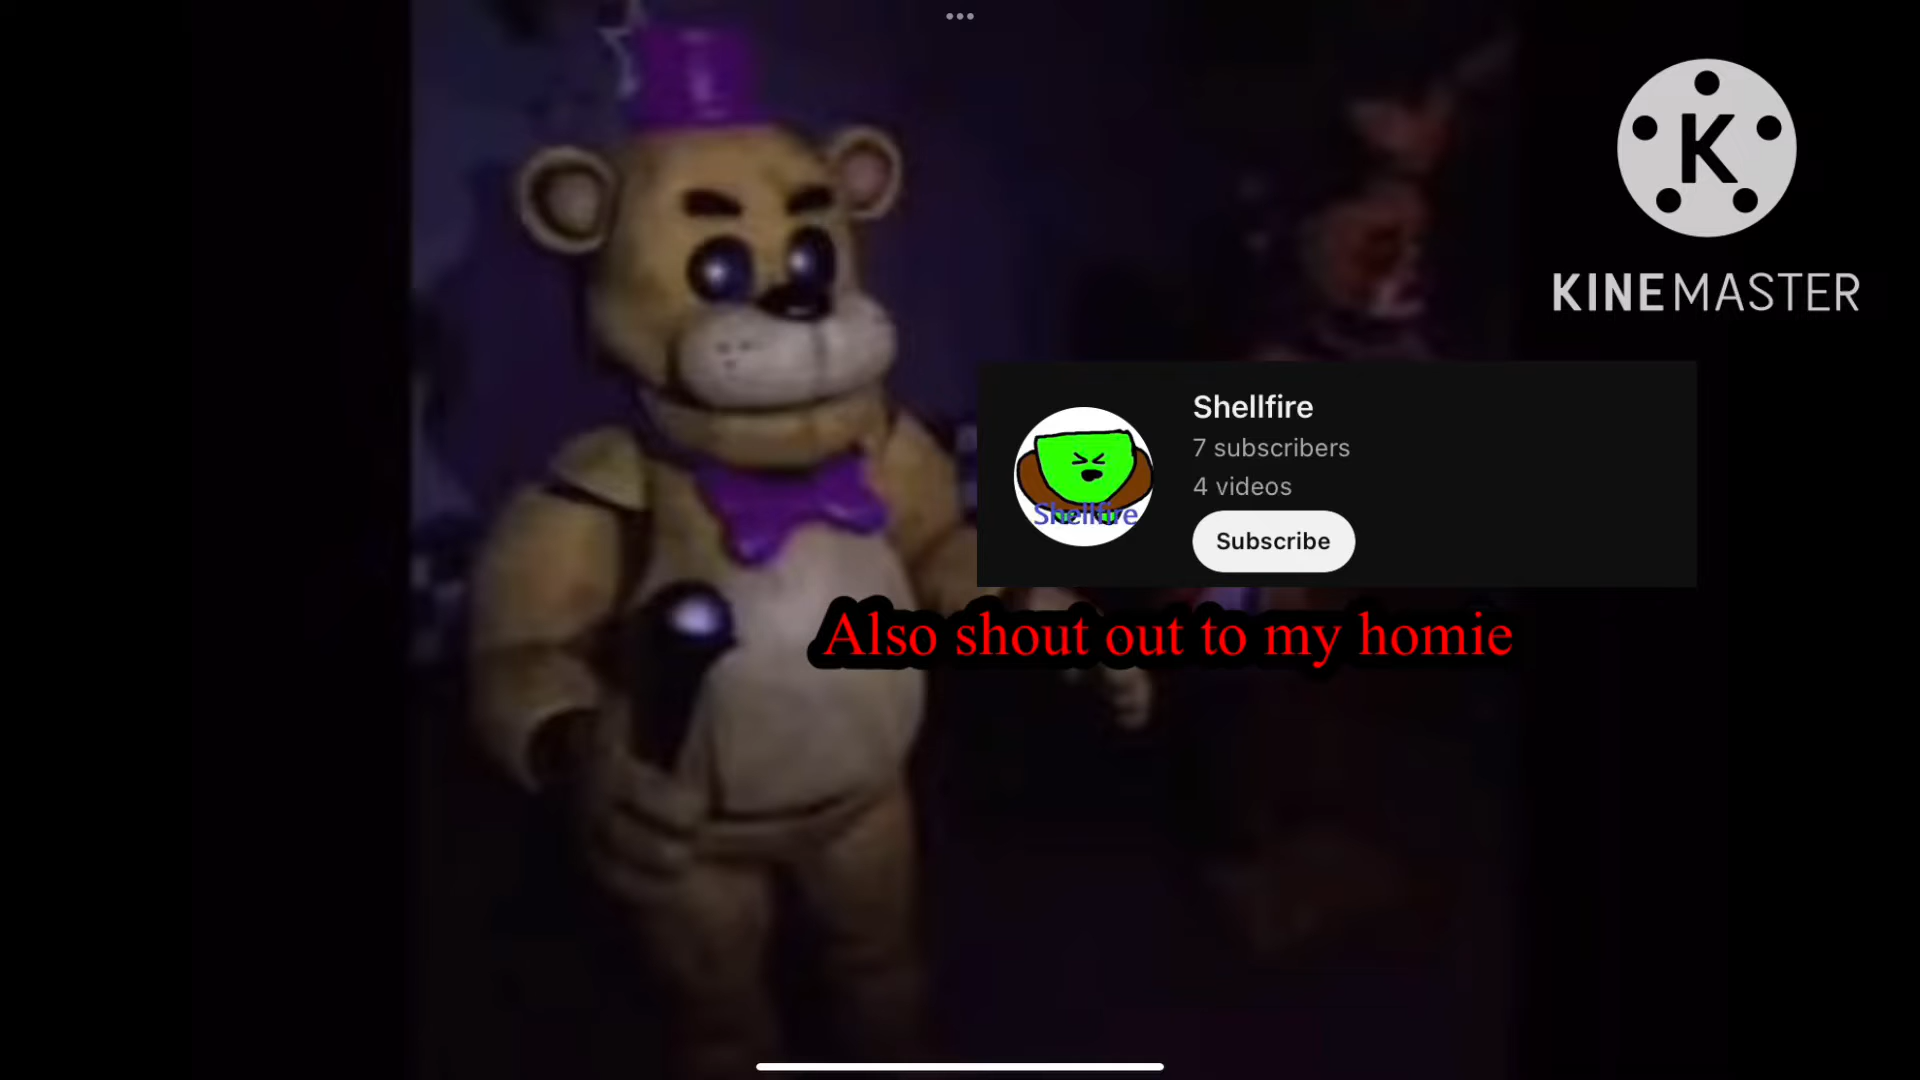 K
KINEMASTER
Shellfire
7 subscribers
4 videos
Shellfire
Subscribe
Also shout out to my homie